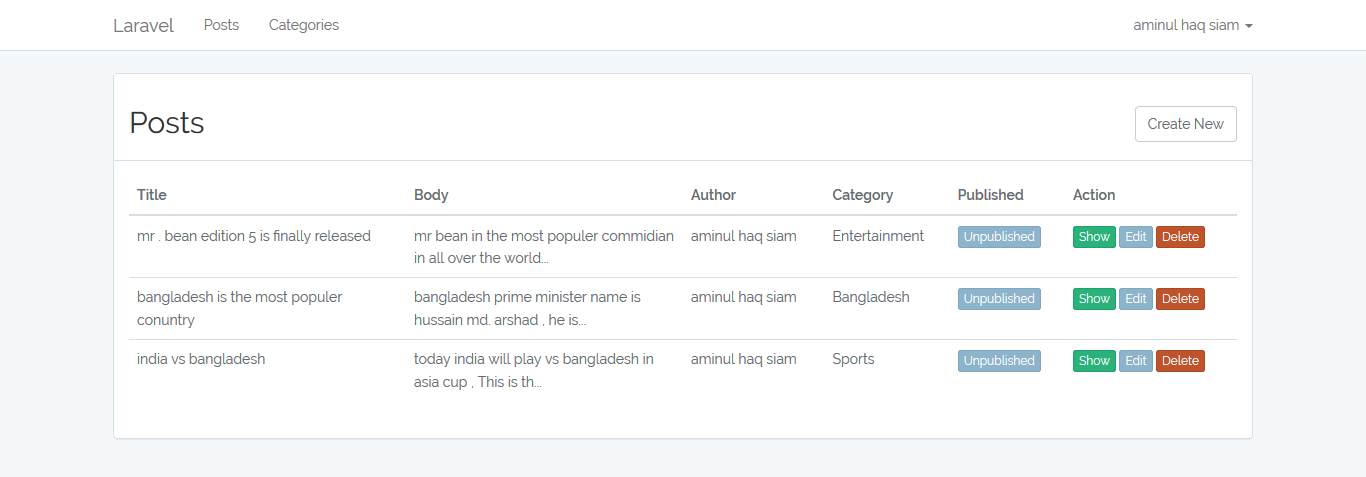 Laravel Posts Categories aminul haq siam
Posts Create New
Title Body Author Category Published Action
mr . bean edition 5 is finally released mr bean in the most populer commidian aminul haq siam Entertainment Unpublished Show Edit Delete
in all over the world...
bangladesh is the most populer bangladesh prime minister name is aminul haq siam Bangladesh Unpublished Show Edit Delete
conuntry hussain md. arshad , he is...
india vs bangladesh today india will play vs bangladesh in aminul haq siam Sports Unpublished Show Edit Delete
asia cup , This is th...